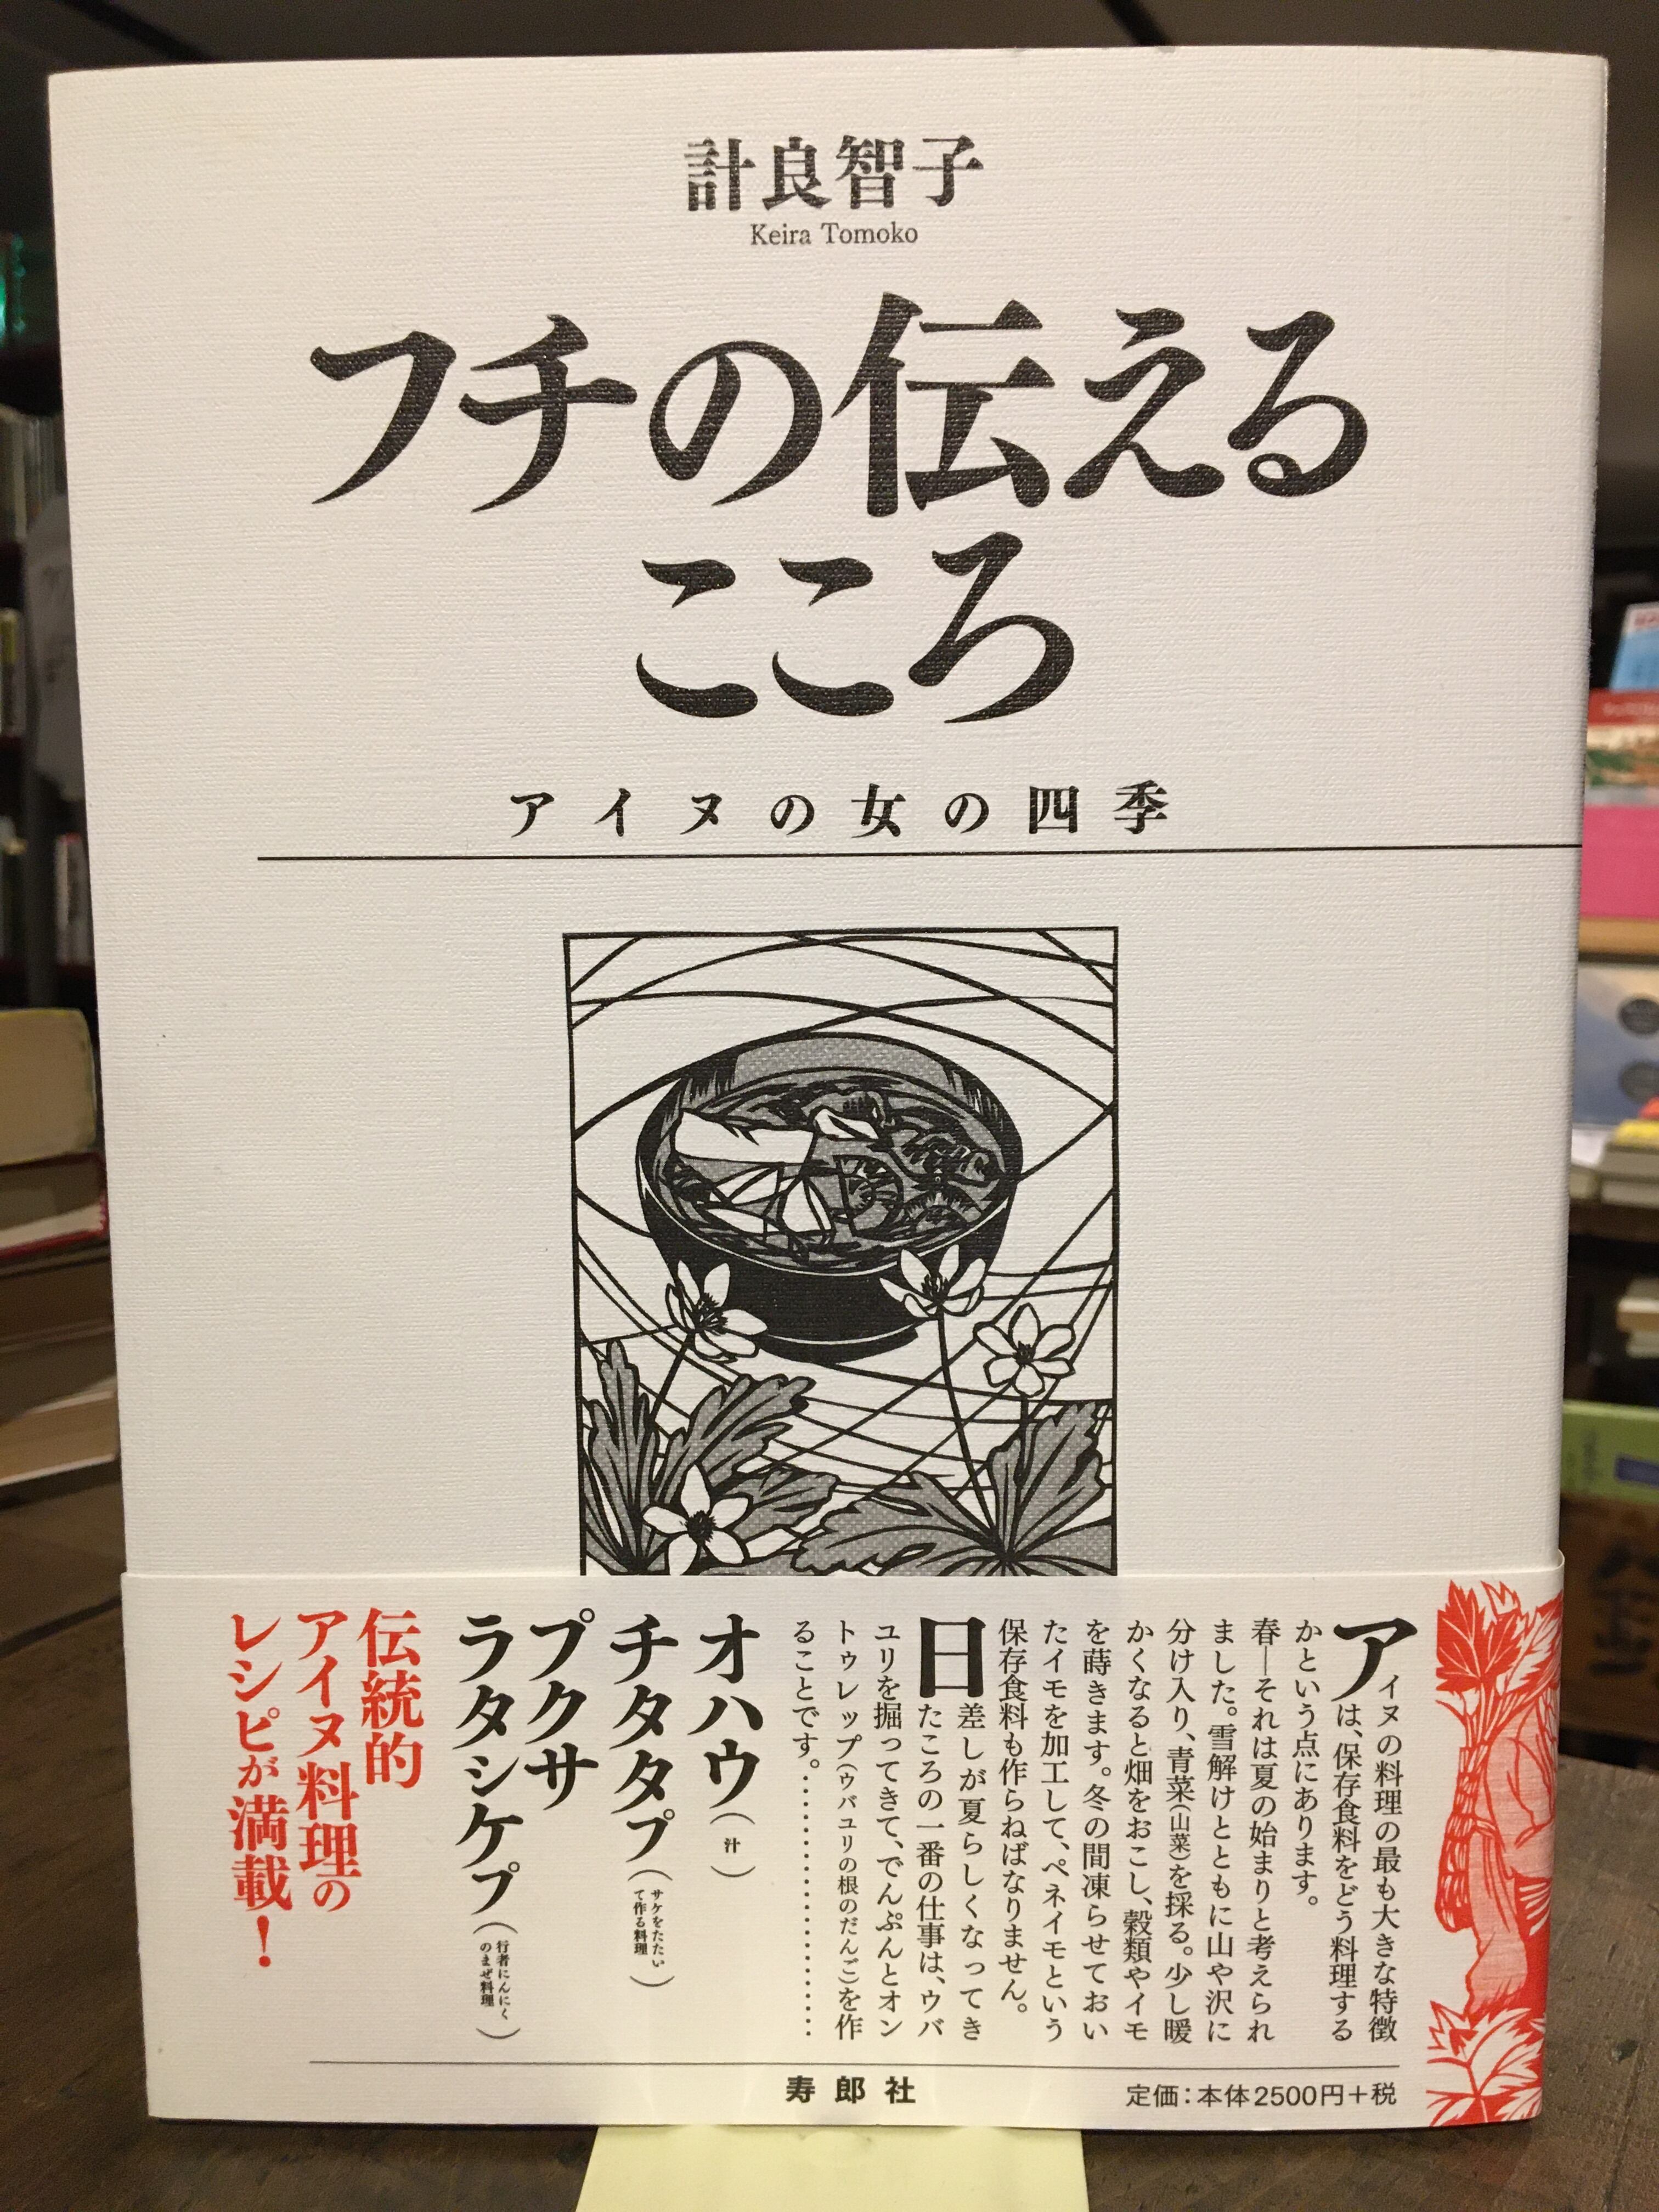 計良智子
Keira Tomoko
フチの伝える
こころ
アイヌの女の四季
アイヌの料理の最も大きな特徴
は、保存食料をどう料理する
かという点にあります。
春―それは夏の始まりと考えられ
ました。雪解けとともに山や沢に
分け入り、青菜(山菜)を採る。少し暖
かくなると畑をおこし、穀類やイモ
を蒔きます。冬の間凍らせておい
たイモを加工して、ペネイモという
保存食料も作らねばなりません。
日差しが夏らしくなってき
たころの一番の仕事は、ウバ
ユリを掘ってきて、でんぷんとオン
トゥレップ(ウバユリの根のだんご)を作
ることです。……………………
オハウ(汁)
チタタプ(サケをたたい
て作る料理)
プクサ
ラタシケプ(行者にんにく
のまぜ料理)
伝統的
アイヌ料理の
レシピが満載！
寿郎社
定価：本体2500円＋税